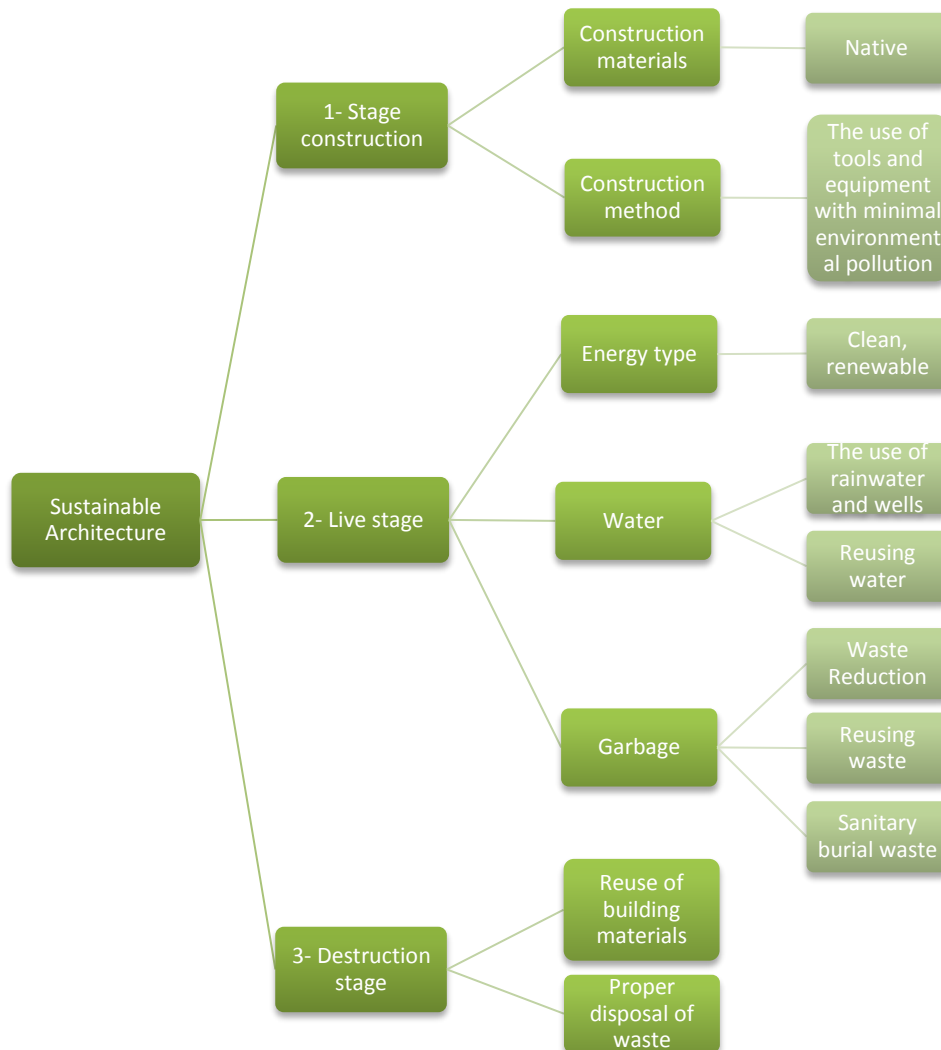 Sustainable
Architecture
1- Stage
construction
Construction
materials
Native
Construction
method
The use of
tools and
equipment
with minimal
environment
al pollution
2- Live stage
Energy type
Clean,
renewable
Water
The use of
rainwater
and wells
Reusing
water
Garbage
Waste
Reduction
Reusing
waste
Sanitary
burial waste
3- Destruction
stage
Reuse of
building
materials
Proper
disposal of
waste